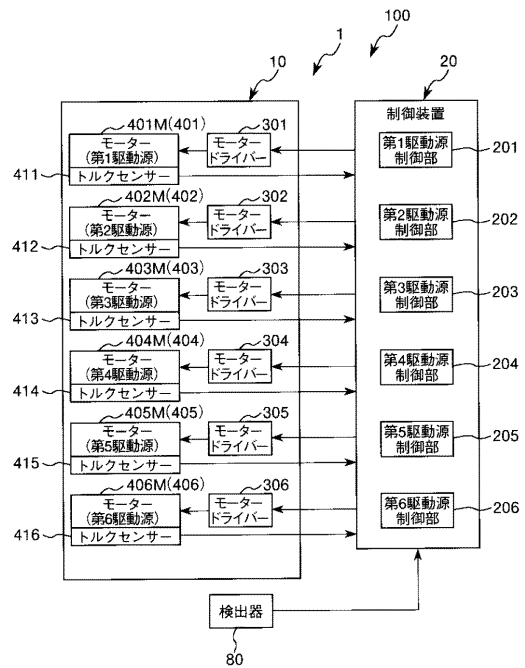 100
1
10
20
制御装置
401M(401)
301
モーター
(第1駆動源)
モーター
ドライバー
第1駆動源
制御部
201
411
トルクセンサー
402M(402)
302
モーター
(第2駆動源)
モーター
ドライバー
第2駆動源
制御部
202
412
トルクセンサー
403M(403)
303
モーター
(第3駆動源)
モーター
ドライバー
第3駆動源
制御部
203
413
トルクセンサー
404M(404)
304
モーター
(第4駆動源)
モーター
ドライバー
第4駆動源
制御部
204
414
トルクセンサー
405M(405)
305
モーター
(第5駆動源)
モーター
ドライバー
第5駆動源
制御部
205
415
トルクセンサー
406M(406)
306
モーター
(第6駆動源)
モーター
ドライバー
第6駆動源
制御部
206
416
トルクセンサー
検出器
80